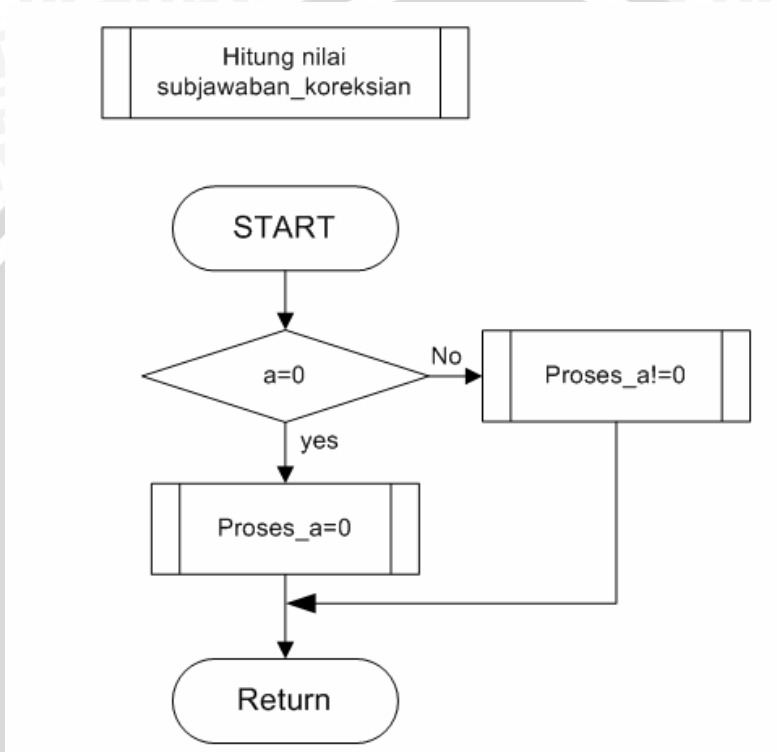 Hitung nilai
subjawaban_koreksian
START
a=0
No
Proses_a!=0
yes
Proses_a=0
Return